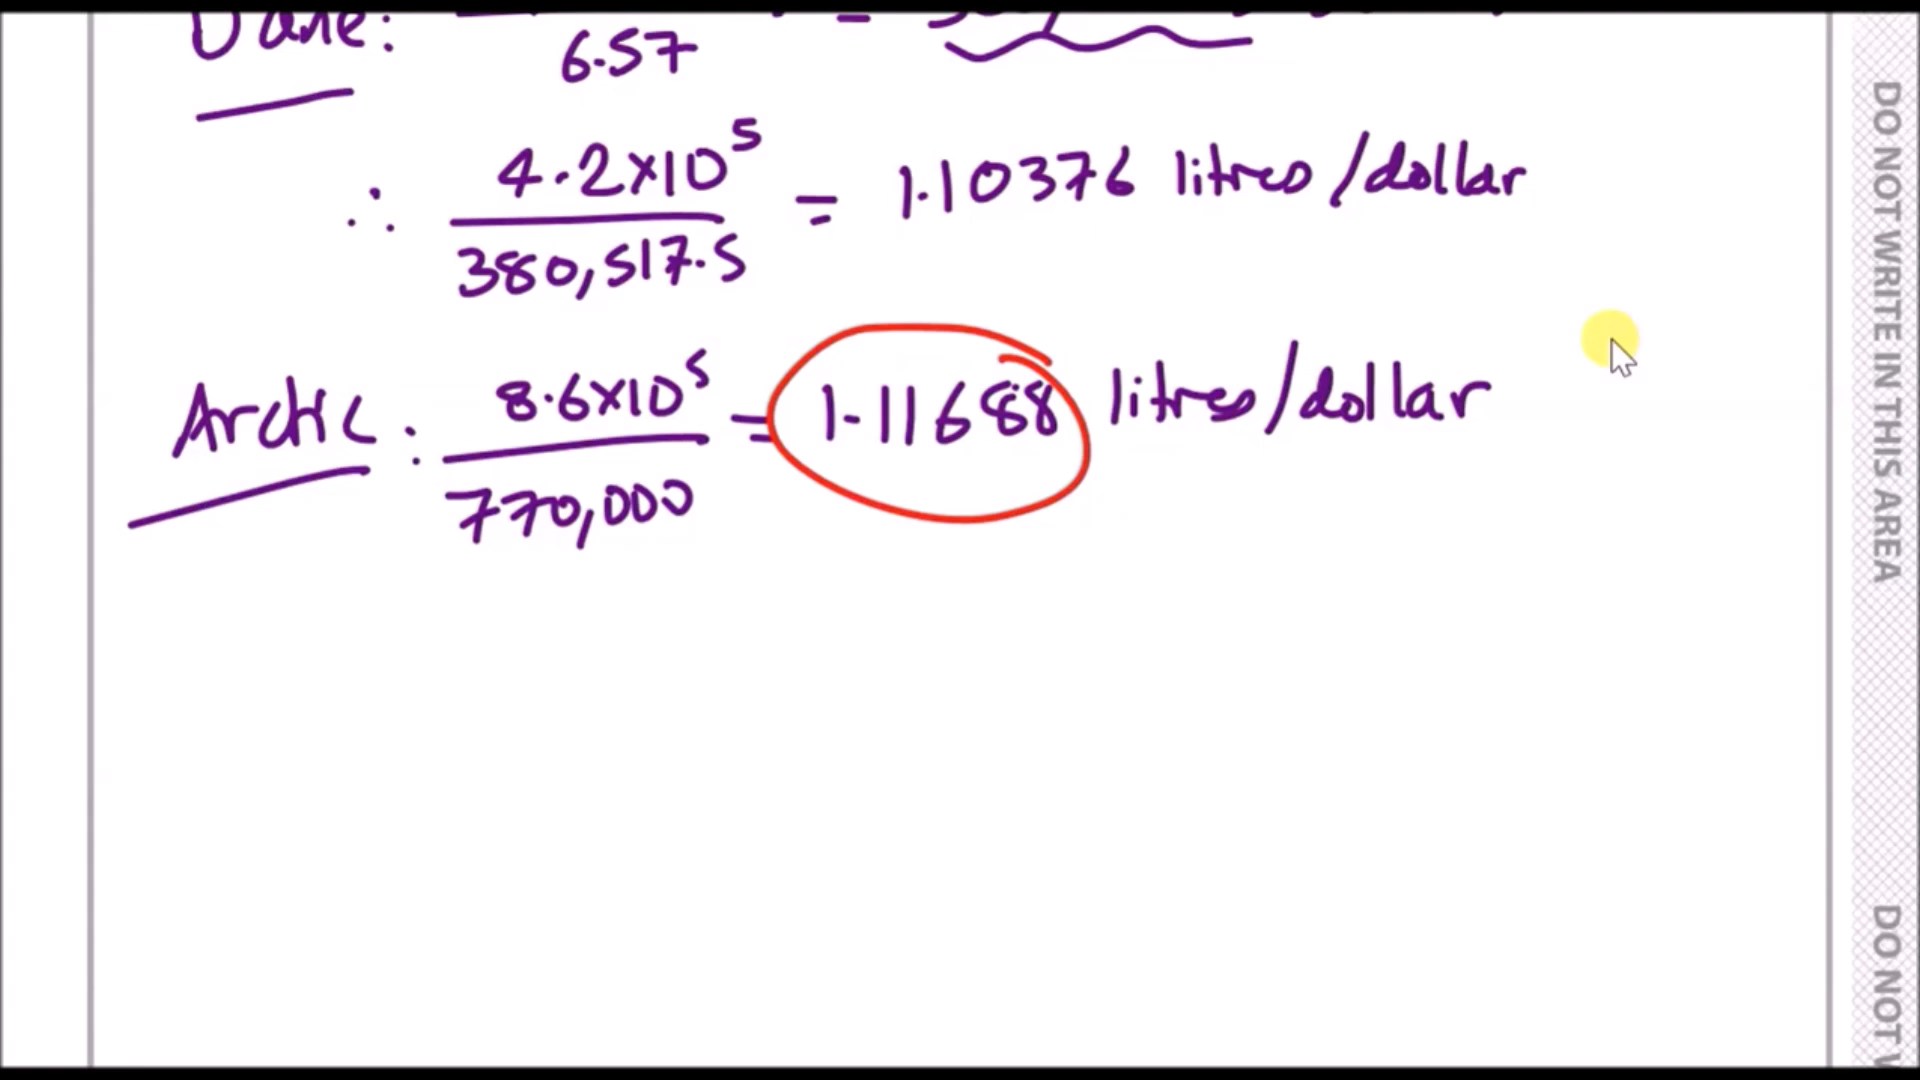 Dane:
6.57
∴ 4.2×10⁵ / 380,517.5 = 1.10376 litres/dollar
Arctic: 8.6×10⁵ / 770,000 = 1.11688 litres/dollar
DO NOT WRITE IN THIS AREA
DO NOT